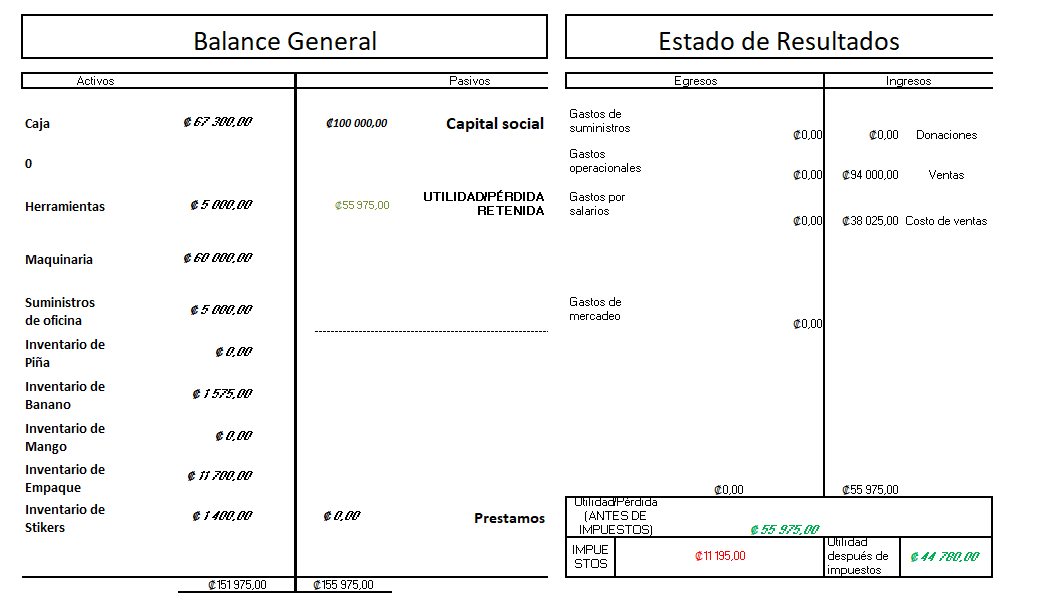 Balance General
Activos Pasivos
Caja ₡ 67 300,00 ₡100 000,00 Capital social
0
Herramientas ₡ 5 000,00 ₡55 975,00 UTILIDAD/PÉRDIDA
RETENIDA
Maquinaria ₡ 60 000,00
Suministros
de oficina ₡ 5 000,00
Inventario de
Piña ₡ 0,00
Inventario de
Banano ₡ 1 575,00
Inventario de
Mango ₡ 0,00
Inventario de
Empaque ₡ 11 700,00
Inventario de
Stikers ₡ 1 400,00 ₡ 0,00 Prestamos
₡151 975,00 ₡155 975,00
Estado de Resultados
Egresos Ingresos
Gastos de
suministros
₡0,00 ₡0,00 Donaciones
Gastos
operacionales
₡0,00 ₡94 000,00 Ventas
Gastos por
salarios
₡0,00 ₡38 025,00 Costo de ventas
Gastos de
mercadeo
₡0,00
₡0,00 ₡55 975,00
Utilidad/Pérdida
(ANTES DE
IMPUESTOS) ₡ 55 975,00
IMPUE
STOS
₡11 195,00
Utilidad
después de
impuestos
₡ 44 780,00